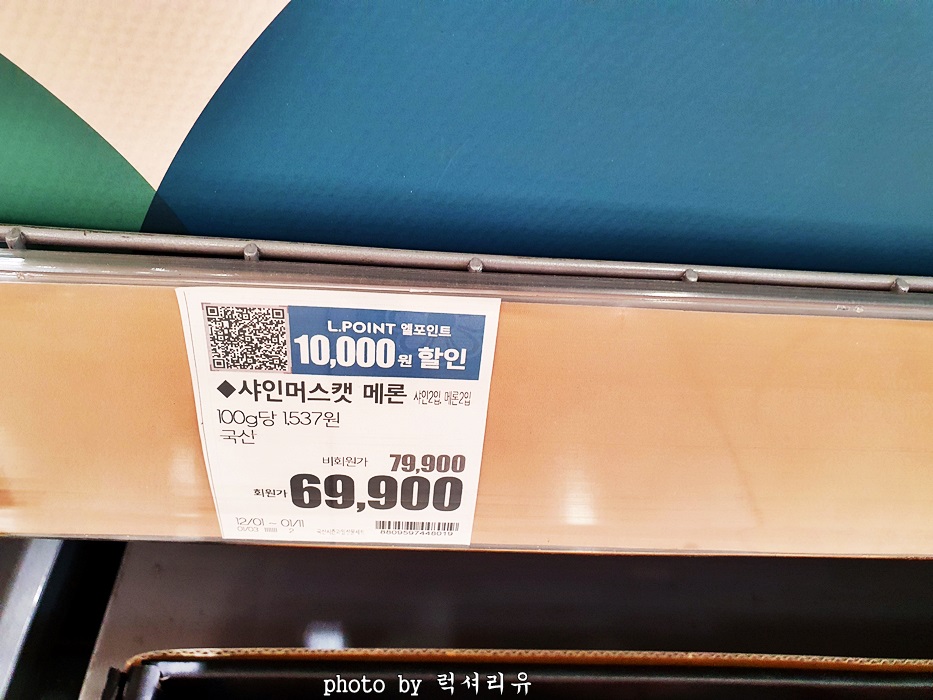 L.POINT 엘포인트
10,000원 할인
◆샤인머스캣 메론 샤인2입, 메론2입
100g당 1,537원
국산
비회원가 79,900
회원가 69,900
12/01 - 01/11
01/03
8809597448019
photo by 럭셔리유